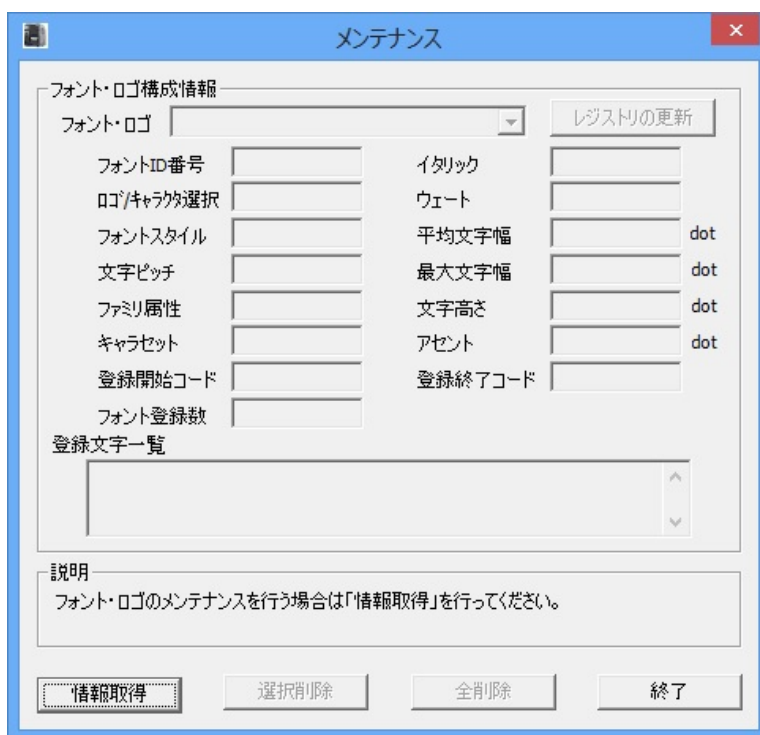 メンテナンス
フォント・ロゴ構成情報
フォント・ロゴ
レジストリの更新
フォントID番号 イタリック
ロゴ/キャラクタ選択 ウェート
フォントスタイル 平均文字幅 dot
文字ピッチ 最大文字幅 dot
ファミリ属性 文字高さ dot
キャラセット アセント dot
登録開始コード 登録終了コード
フォント登録数
登録文字一覧
説明
フォント・ロゴのメンテナンスを行う場合は「情報取得」を行ってください。
情報取得 選択削除 全削除 終了